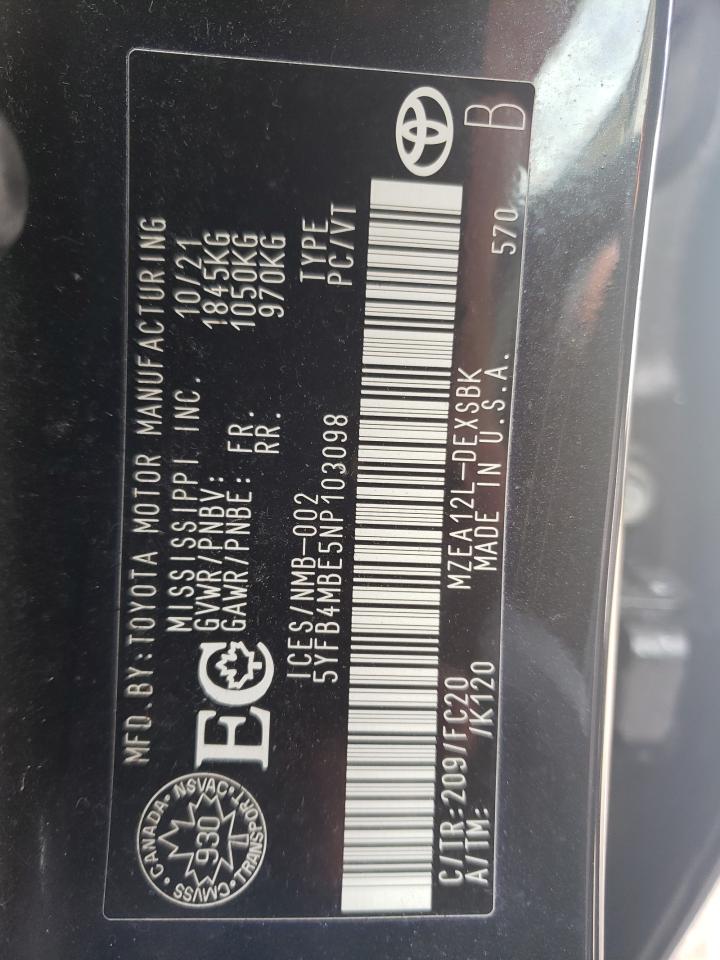 MFD.BY:TOYOTA MOTOR MANUFACTURING
MISSISSIPPI INC. 10/21
GVWR/PNBV: 1845KG
GAWR/PNBE: FR. 1050KG
RR. 970KG
CANADA • NSVAC • TRANSPORT • CMVSS
930
EC
ICES/NMB-002 TYPE
5YFB4MBE5NP103098 PC/VT
C/TR:209/FC20 MZEA12L-DEXSBK
A/TM: /K120 MADE IN U.S.A. 570 B